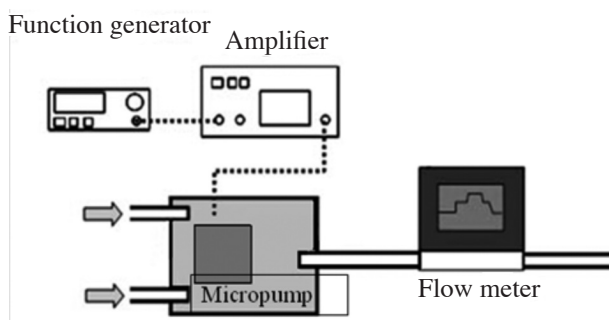 Function generator
Amplifier
Micropump
Flow meter